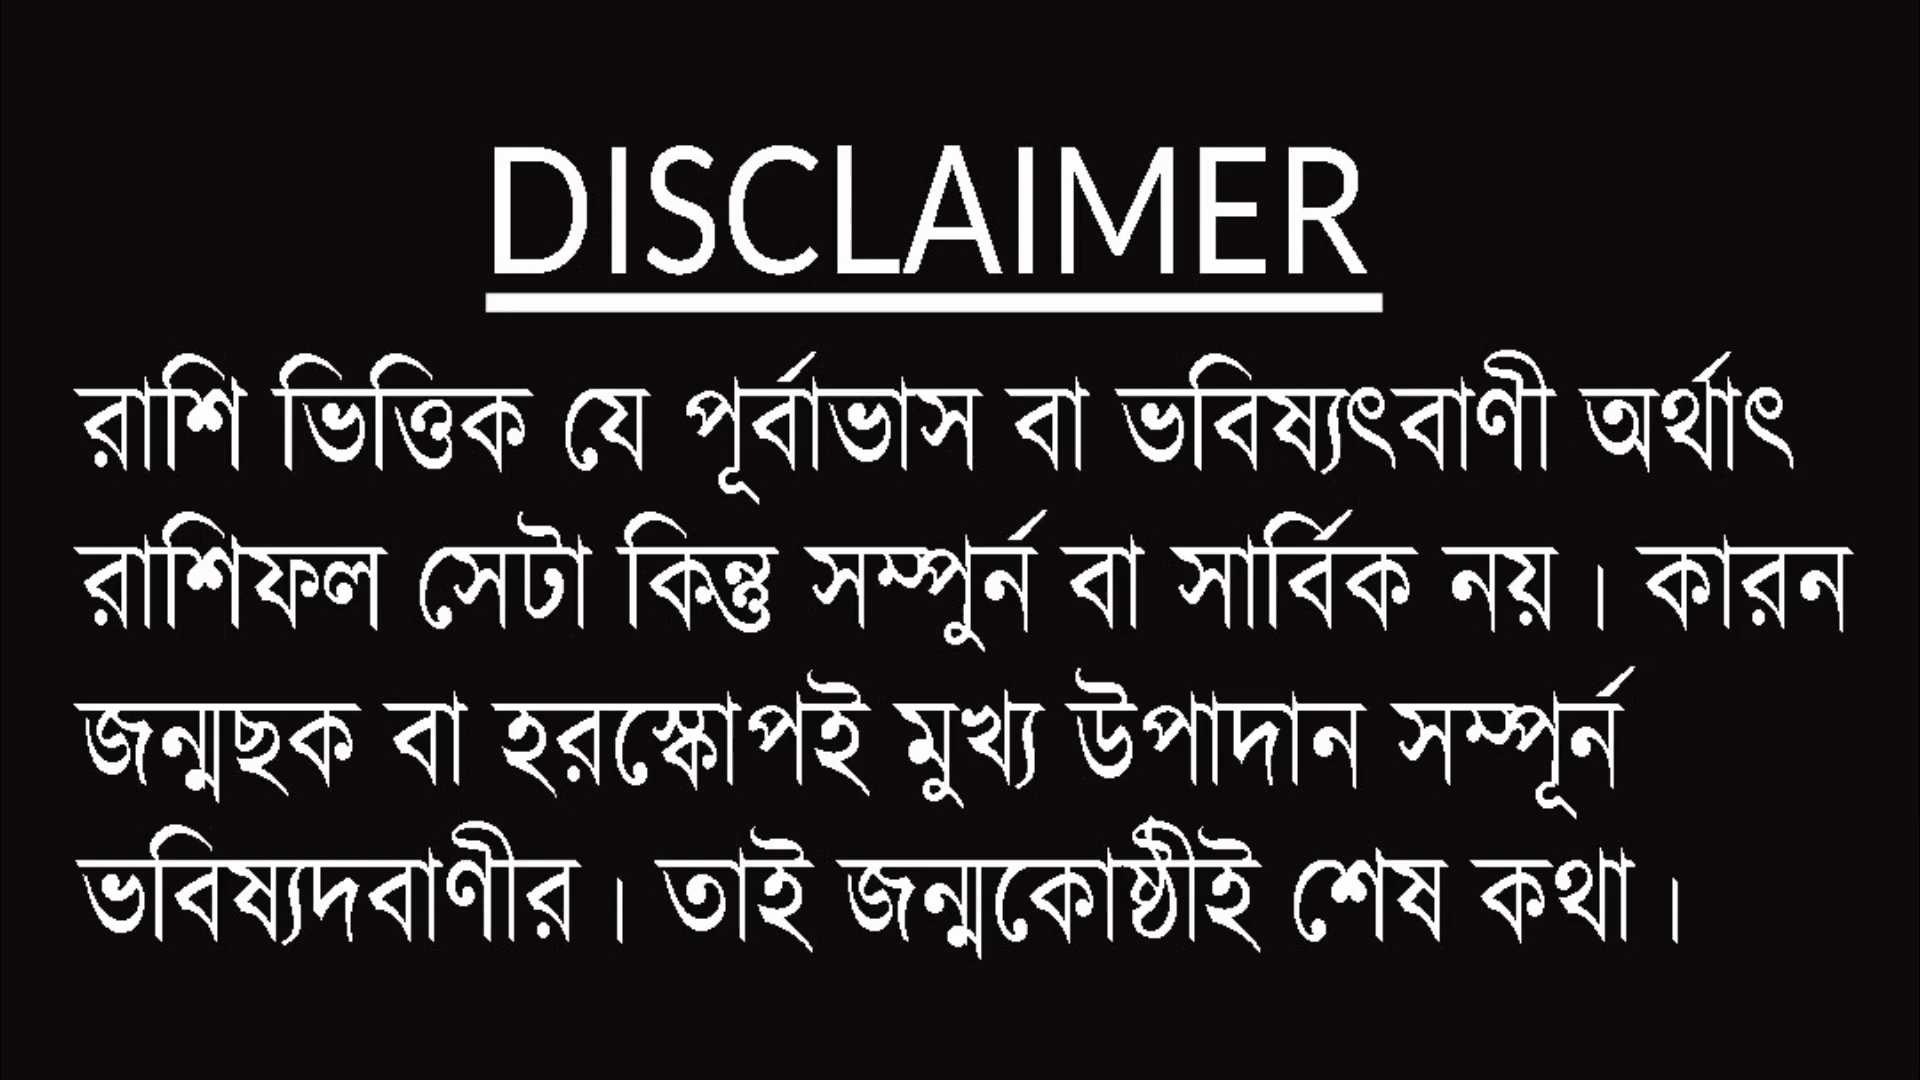 DISCLAIMER
রাশি ভিত্তিক যে পূর্বাভাস বা ভবিষ্যৎবাণী অর্থাৎ
রাশিফল সেটা কিন্তু সম্পুর্ন বা সার্বিক নয়। কারন
জন্মছক বা হরস্কোপই মুখ্য উপাদান সম্পূর্ন
ভবিষ্যদবাণীর। তাই জন্মকোষ্ঠীই শেষ কথা।